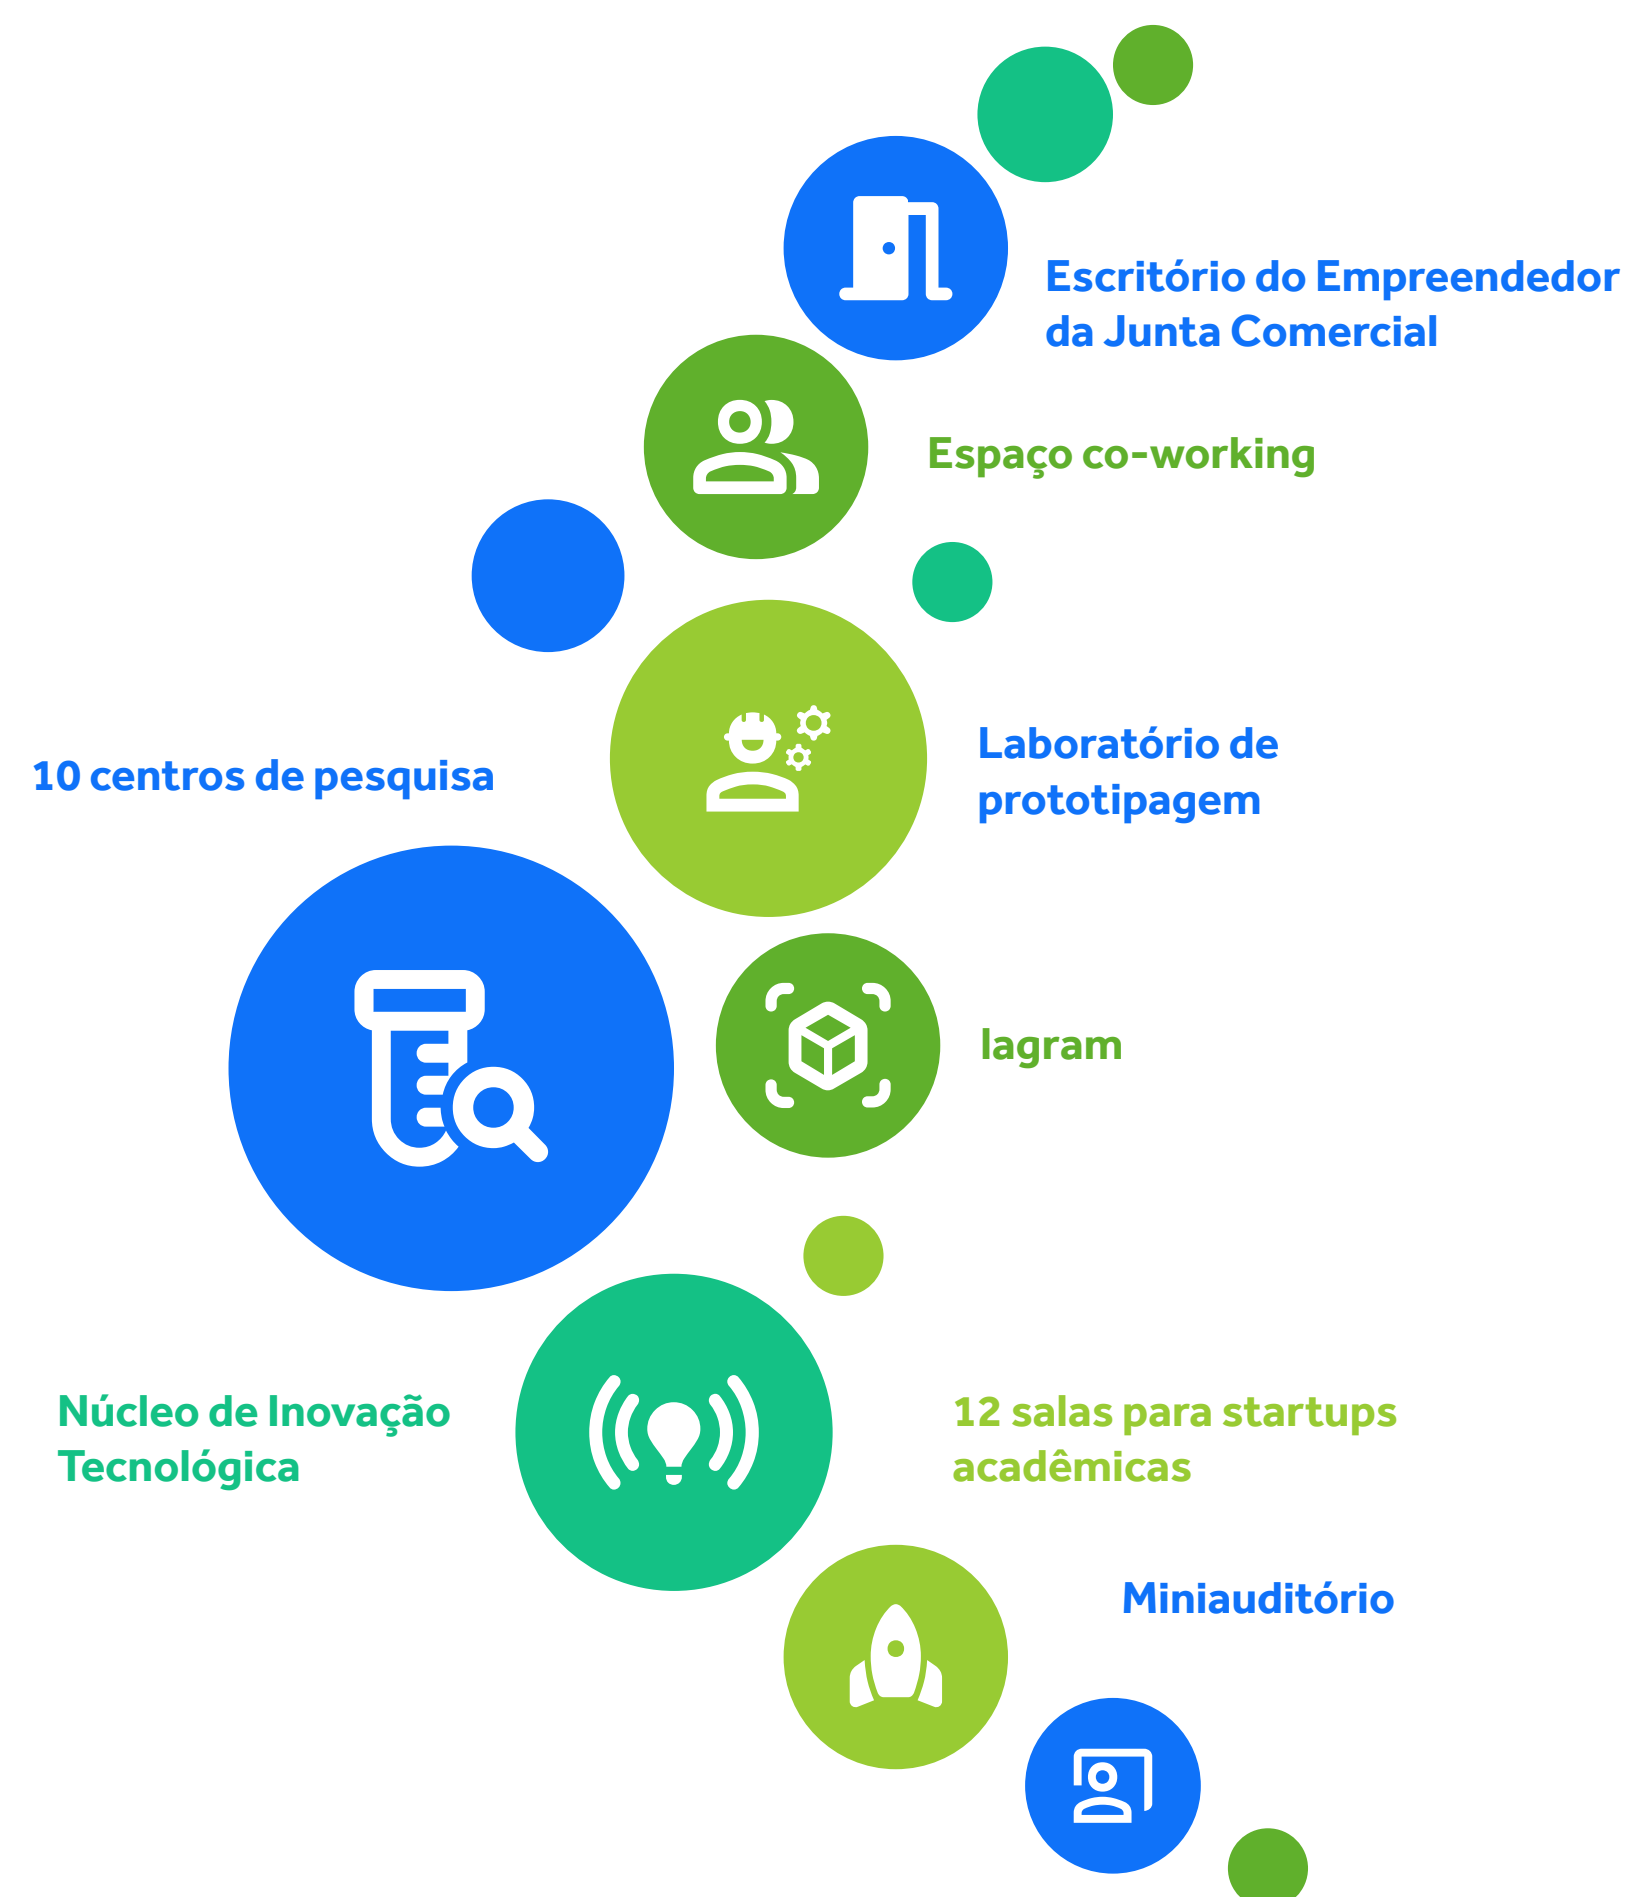 Escritório do Empreendedor
da Junta Comercial
Espaço co-working
Laboratório de
prototipagem
10 centros de pesquisa
lagram
Núcleo de Inovação
Tecnológica
12 salas para startups
acadêmicas
Miniauditório